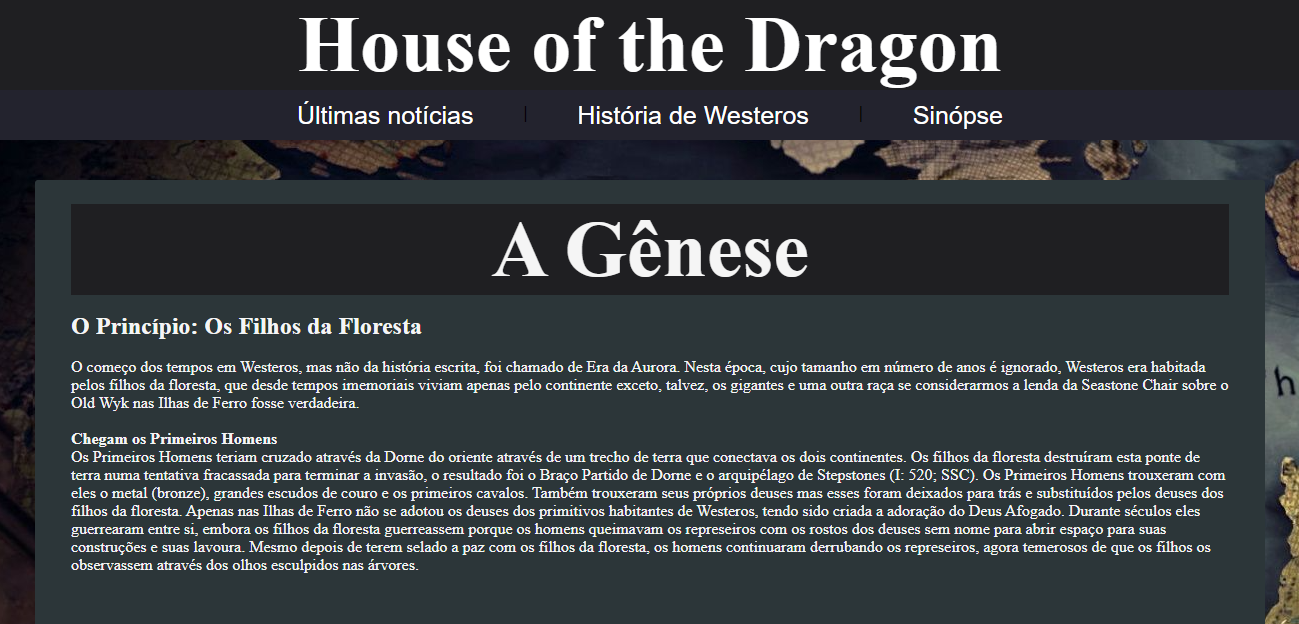 House of the Dragon
Últimas notícias | História de Westeros | Sinópse
A Gênese
O Princípio: Os Filhos da Floresta
O começo dos tempos em Westeros, mas não da história escrita, foi chamado de Era da Aurora. Nesta época, cujo tamanho em número de anos é ignorado, Westeros era habitada
pelos filhos da floresta, que desde tempos imemoriais viviam apenas pelo continente exceto, talvez, os gigantes e uma outra raça se considerarmos a lenda da Seastone Chair sobre o
Old Wyk nas Ilhas de Ferro fosse verdadeira.
Chegam os Primeiros Homens
Os Primeiros Homens teriam cruzado através da Dorne do oriente através de um trecho de terra que conectava os dois continentes. Os filhos da floresta destruíram esta ponte de
terra numa tentativa fracassada para terminar a invasão, o resultado foi o Braço Partido de Dorne e o arquipélago de Stepstones (I: 520; SSC). Os Primeiros Homens trouxeram com
eles o metal (bronze), grandes escudos de couro e os primeiros cavalos. Também trouxeram seus próprios deuses mas esses foram deixados para trás e substituídos pelos deuses dos
filhos da floresta. Apenas nas Ilhas de Ferro não se adotou os deuses dos primitivos habitantes de Westeros, tendo sido criada a adoração do Deus Afogado. Durante séculos eles
guerrearam entre si, embora os filhos da floresta guerreassem porque os homens queimavam os represeiros com os rostos dos deuses sem nome para abrir espaço para suas
construções e suas lavoura. Mesmo depois de terem selado a paz com os filhos da floresta, os homens continuaram derrubando os represeiros, agora temerosos de que os filhos os
observassem através dos olhos esculpidos nas árvores.